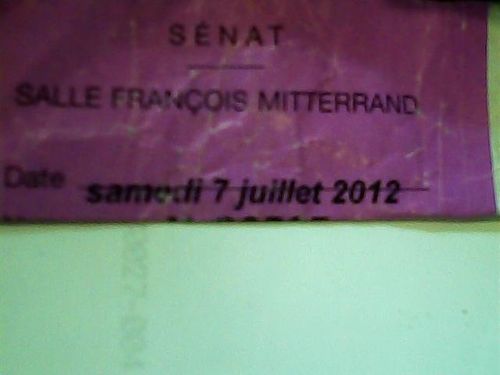 SÉNAT
SALLE FRANÇOIS MITTERRAND
Date samedi 7 juillet 2012